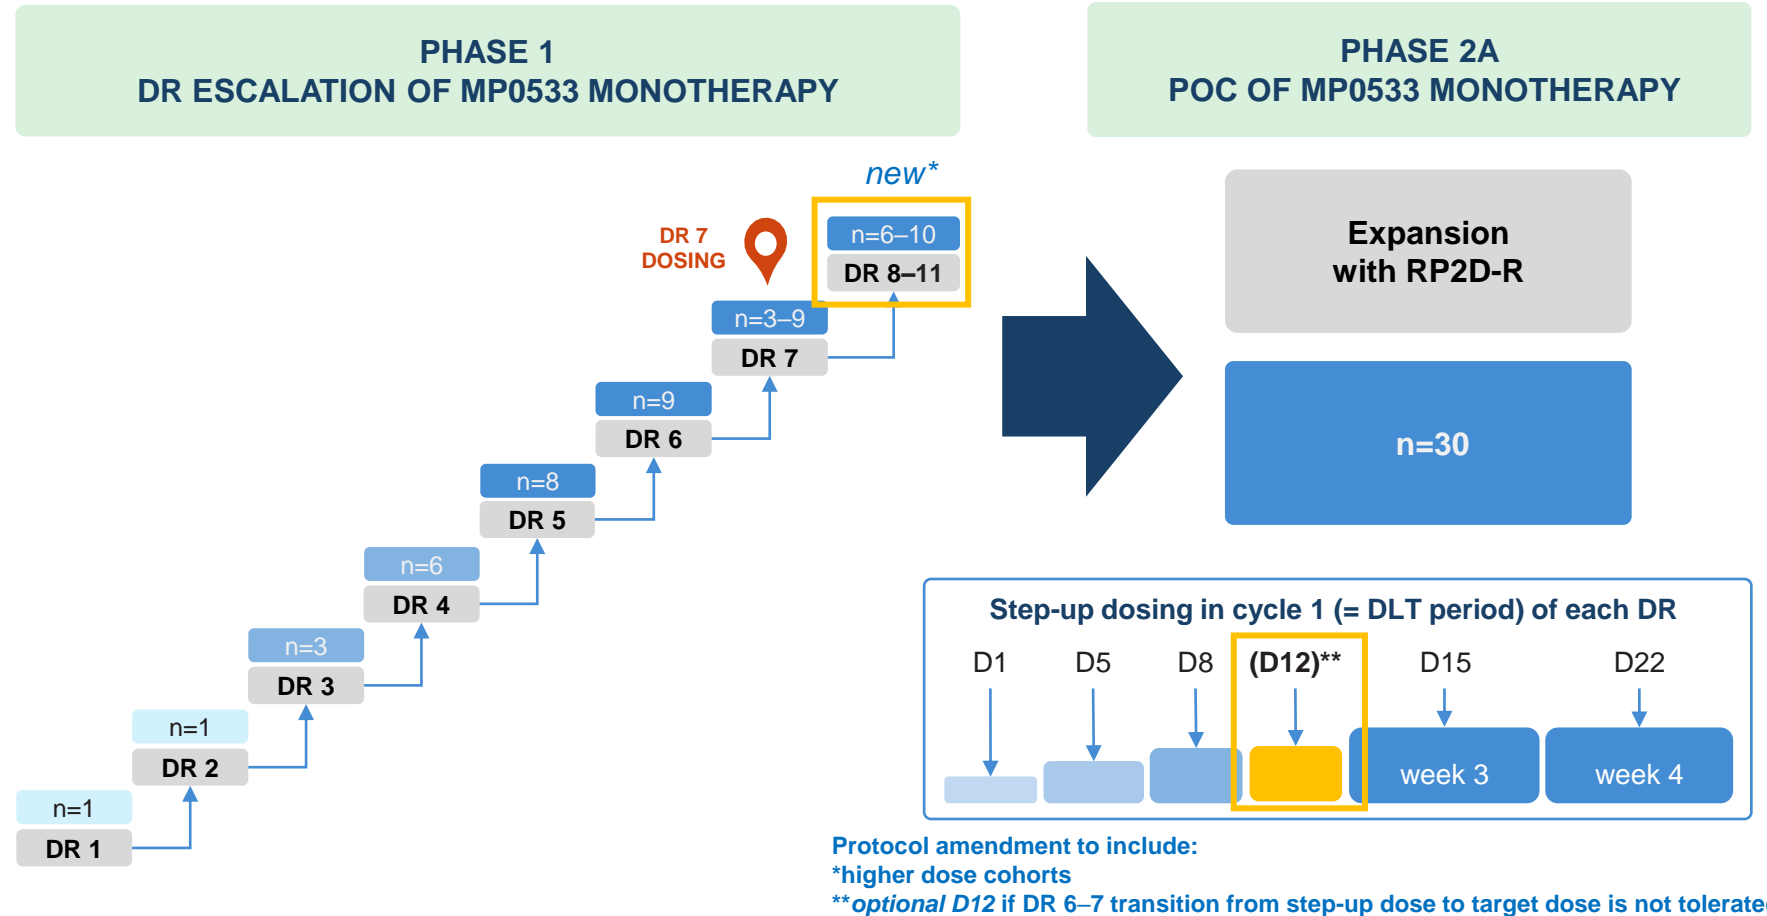 PHASE 1
DR ESCALATION OF MP0533 MONOTHERAPY
PHASE 2A
POC OF MP0533 MONOTHERAPY
new*
n=6–10
DR 8–11
DR 7
DOSING
n=3–9
DR 7
n=9
DR 6
n=8
DR 5
n=6
DR 4
n=3
DR 3
n=1
DR 2
n=1
DR 1
Expansion
with RP2D-R
n=30
Step-up dosing in cycle 1 (= DLT period) of each DR
D1 D5 D8 (D12)** D15 D22
week 3 week 4
Protocol amendment to include:
*higher dose cohorts
**optional D12 if DR 6–7 transition from step-up dose to target dose is not